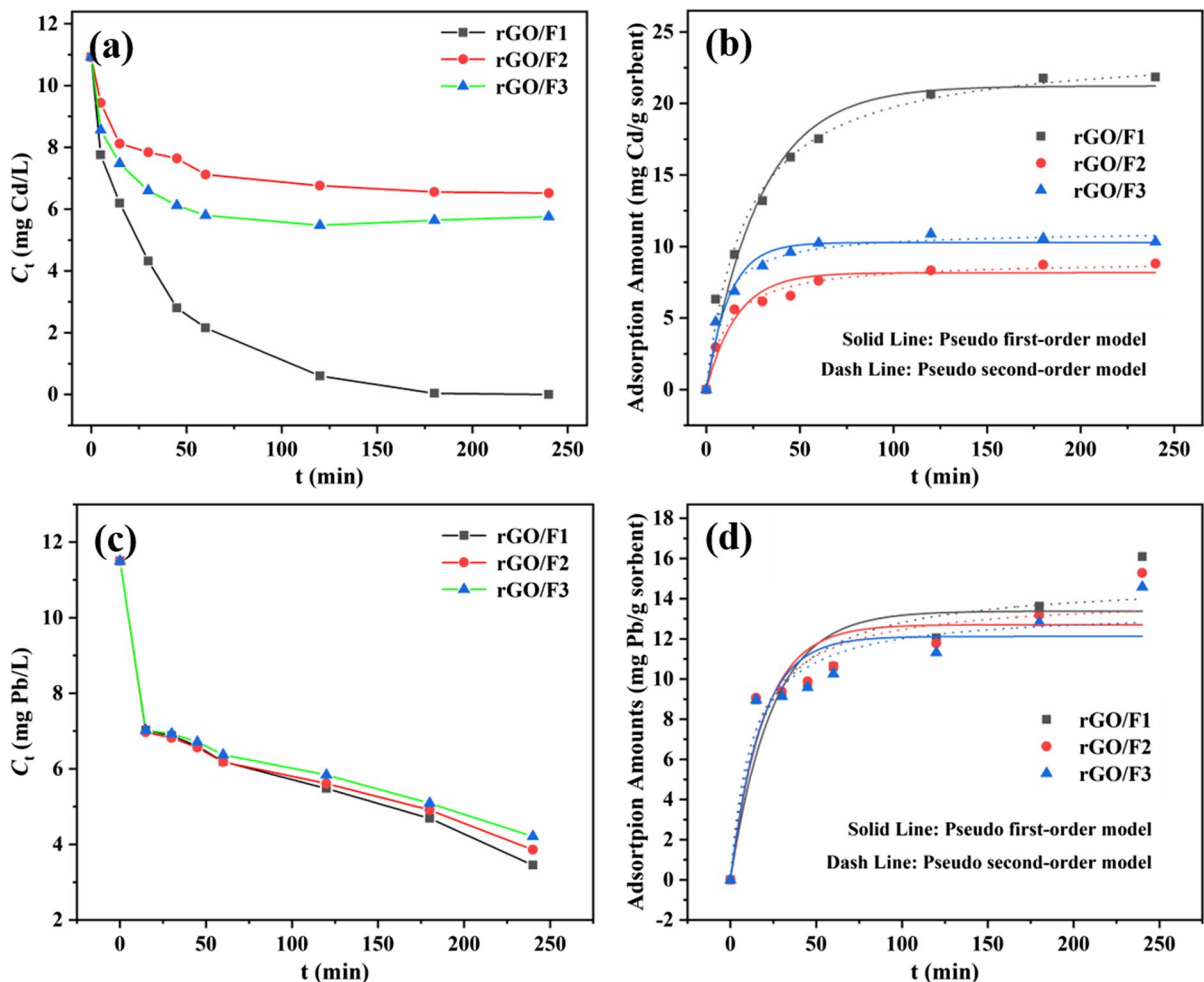 (a)
rGO/F1
rGO/F2
rGO/F3
12
10
8
6
4
2
0
Ct (mg Cd/L)
0 50 100 150 200 250
t (min)
(b)
25
20
15
10
5
0
Adsorption Amount (mg Cd/g sorbent)
rGO/F1
rGO/F2
rGO/F3
Solid Line: Pseudo first-order model
Dash Line: Pseudo second-order model
0 50 100 150 200 250
t (min)
(c)
rGO/F1
rGO/F2
rGO/F3
12
10
8
6
4
2
Ct (mg Pb/L)
0 50 100 150 200 250
t (min)
(d)
18
16
14
12
10
8
6
4
2
0
-2
Adsortpion Amounts (mg Pb/g sorbent)
rGO/F1
rGO/F2
rGO/F3
Solid Line: Pseudo first-order model
Dash Line: Pseudo second-order model
0 50 100 150 200 250
t (min)